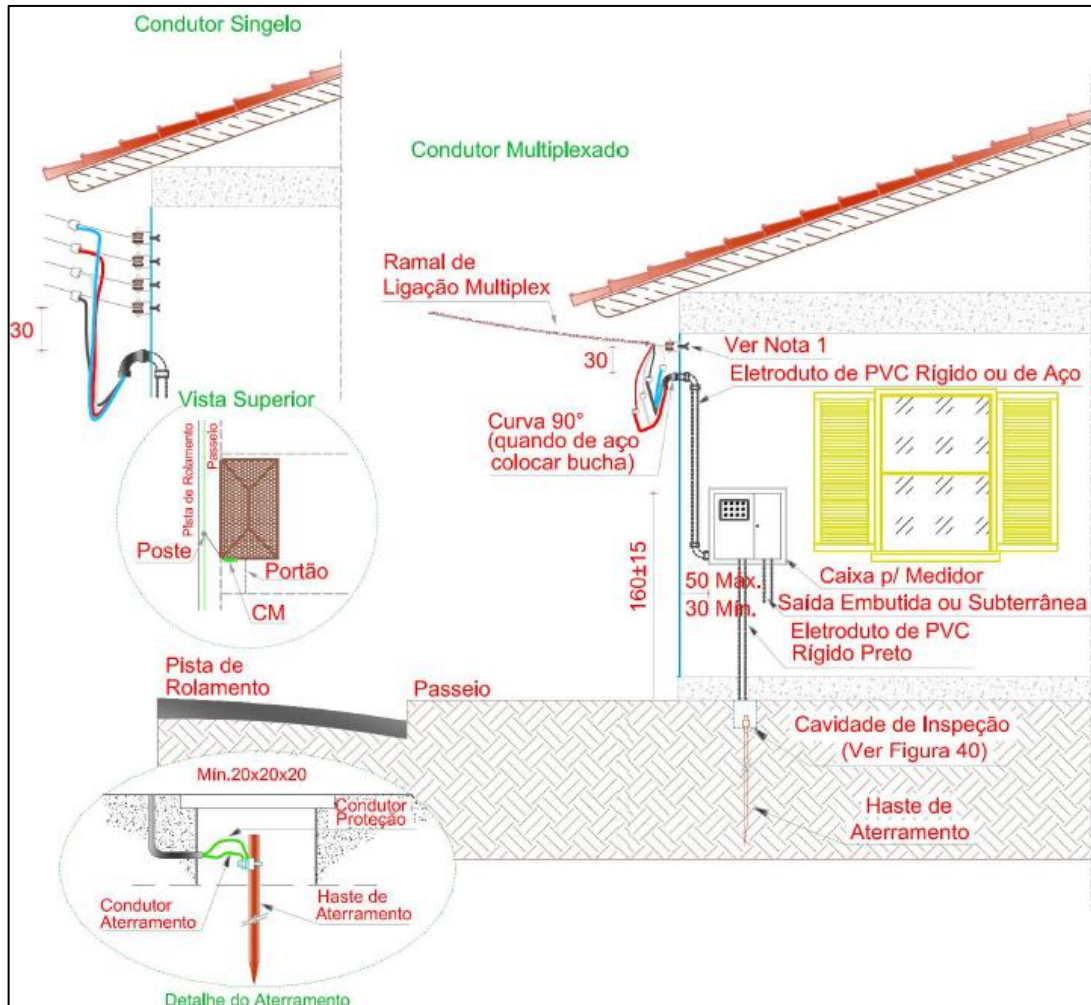 Condutor Singelo
30
Condutor Multiplexado
Ramal de
Ligação Multiplex
30
Ver Nota 1
Eletroduto de PVC Rígido ou de Aço
Curva 90°
(quando de aço
colocar bucha)
Vista Superior
Pista de Rolamento
Passeio
Poste
Portão
CM
160±15
50 Máx.
30 Mín.
Caixa p/ Medidor
Saída Embutida ou Subterrânea
Eletroduto de PVC
Rígido Preto
Pista de
Rolamento
Passeio
Cavidade de Inspeção
(Ver Figura 40)
Haste de
Aterramento
Mín.20x20x20
Condutor
Proteção
Condutor
Aterramento
Haste de
Aterramento
Detalhe do Aterramento